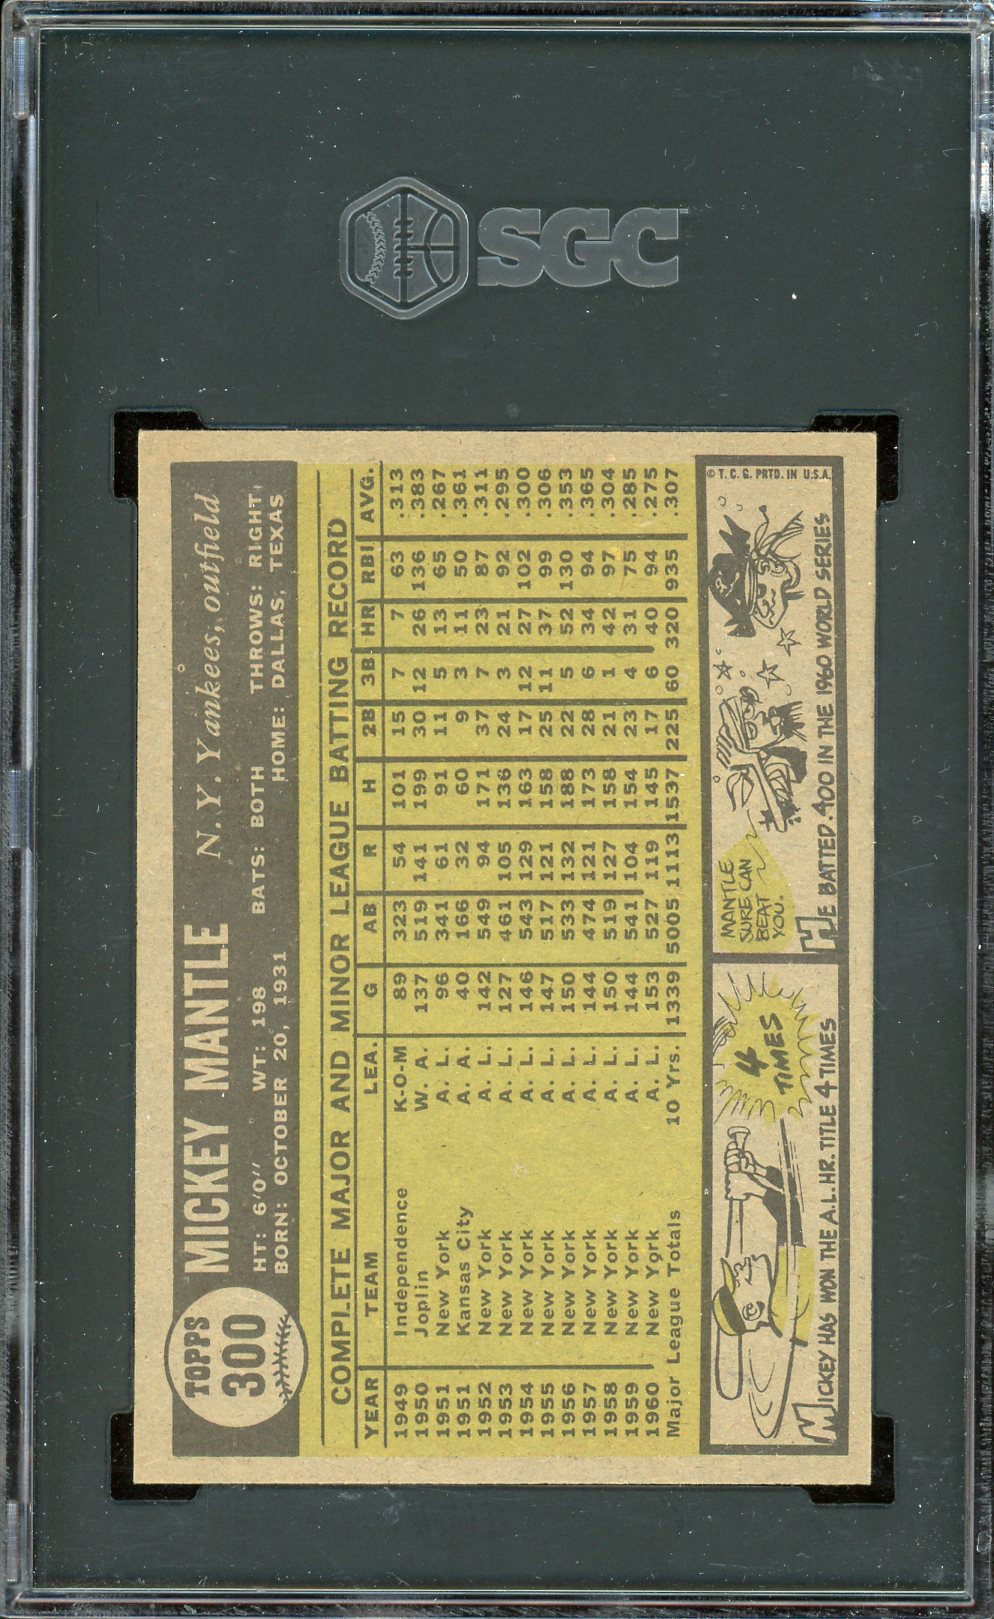 SGC
TOPPS
300
MICKEY MANTLE N. Y. Yankees, outfield
HT: 6'0" WT: 198 BATS: BOTH THROWS: RIGHT
BORN: OCTOBER 20, 1931 HOME: DALLAS, TEXAS
COMPLETE MAJOR AND MINOR LEAGUE BATTING RECORD
YEAR TEAM LEA. G AB R H 2B 3B HR RBI AVG.
1949 Independence K-O-M 89 323 54 101 15 7 7 63 .313
1950 Joplin W. A. 137 519 141 199 30 12 26 136 .383
1951 New York A. L. 96 341 61 91 11 5 13 65 .267
1951 Kansas City A. A. 40 166 32 60 9 3 11 50 .361
1952 New York A. L. 142 549 94 171 37 7 23 87 .311
1953 New York A. L. 127 461 105 136 24 3 21 92 .295
1954 New York A. L. 146 543 129 163 17 12 27 102 .300
1955 New York A. L. 147 517 121 158 25 11 37 99 .306
1956 New York A. L. 150 533 132 188 22 5 52 130 .353
1957 New York A. L. 144 474 121 173 28 6 34 94 .365
1958 New York A. L. 150 519 127 158 21 1 42 97 .304
1959 New York A. L. 144 541 104 154 23 4 31 75 .285
1960 New York A. L. 153 527 119 145 17 6 40 94 .275
Major League Totals 10 Yrs. 1339 5005 1113 1537 225 60 320 935 .307
4
TIMES
MICKEY HAS WON THE A.L. HR. TITLE 4 TIMES
MANTLE
SURE CAN
BEAT
YOU.
HE BATTED .400 IN THE 1960 WORLD SERIES
© T. C. G. PRTD. IN U.S.A.